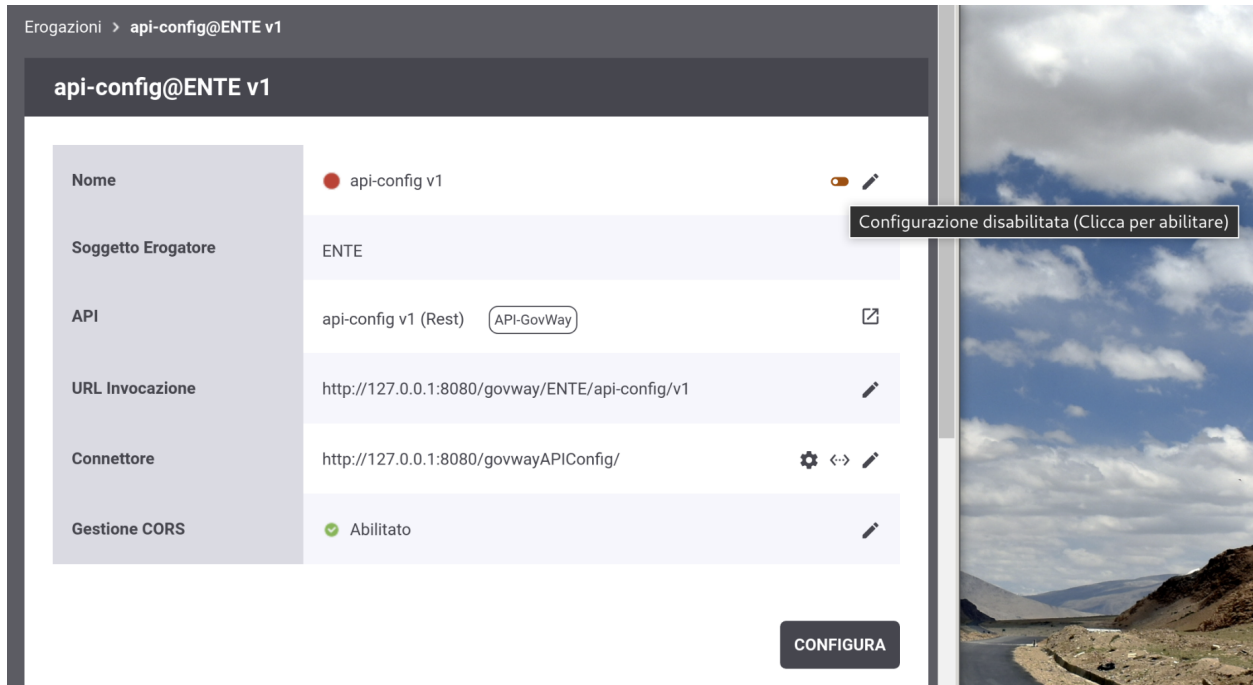 Erogazioni > api-config@ENTE v1
api-config@ENTE v1
Nome api-config v1
Configurazione disabilitata (Clicca per abilitare)
Soggetto Erogatore ENTE
API api-config v1 (Rest) API-GovWay
URL Invocazione http://127.0.0.1:8080/govway/ENTE/api-config/v1
Connettore http://127.0.0.1:8080/govwayAPIConfig/
Gestione CORS Abilitato
CONFIGURA